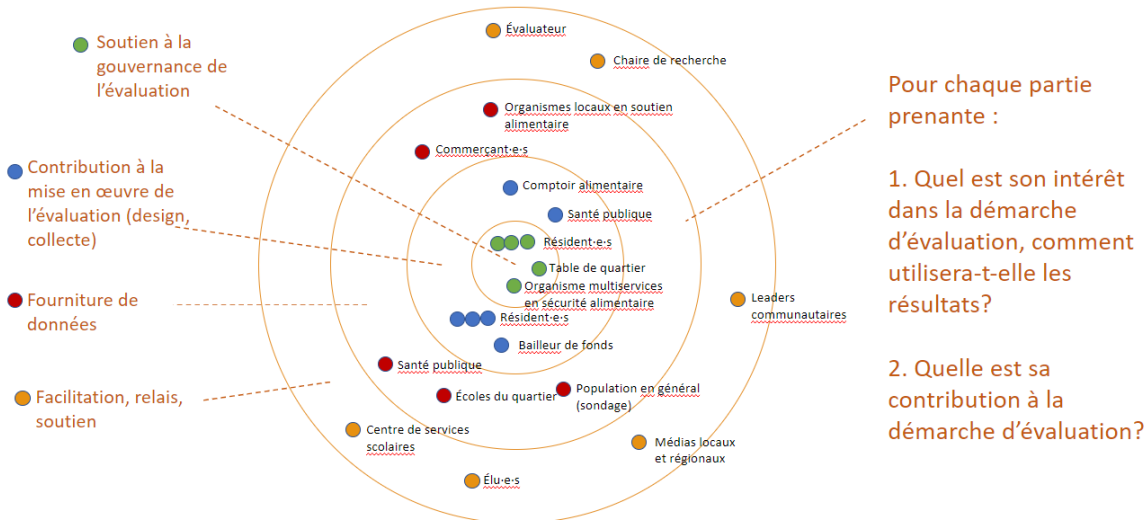 Soutien à la
gouvernance de
l'évaluation
Contribution à la
mise en œuvre de
l'évaluation (design,
collecte)
Fourniture de
données
Facilitation, relais,
soutien
Évaluateur
Chaire de recherche
Organismes locaux en soutien
alimentaire
Commerçant·e·s
Comptoir alimentaire
Santé publique
Résident·e·s
Table de quartier
Organisme multiservices
en sécurité alimentaire
Résident·e·s
Bailleur de fonds
Santé publique
Écoles du quartier
Population en général
(sondage)
Centre de services
scolaires
Élu·e·s
Médias locaux
et régionaux
Leaders
communautaires
Pour chaque partie
prenante :
1. Quel est son intérêt
dans la démarche
d'évaluation, comment
utilisera-t-elle les
résultats?
2. Quelle est sa
contribution à la
démarche d'évaluation?